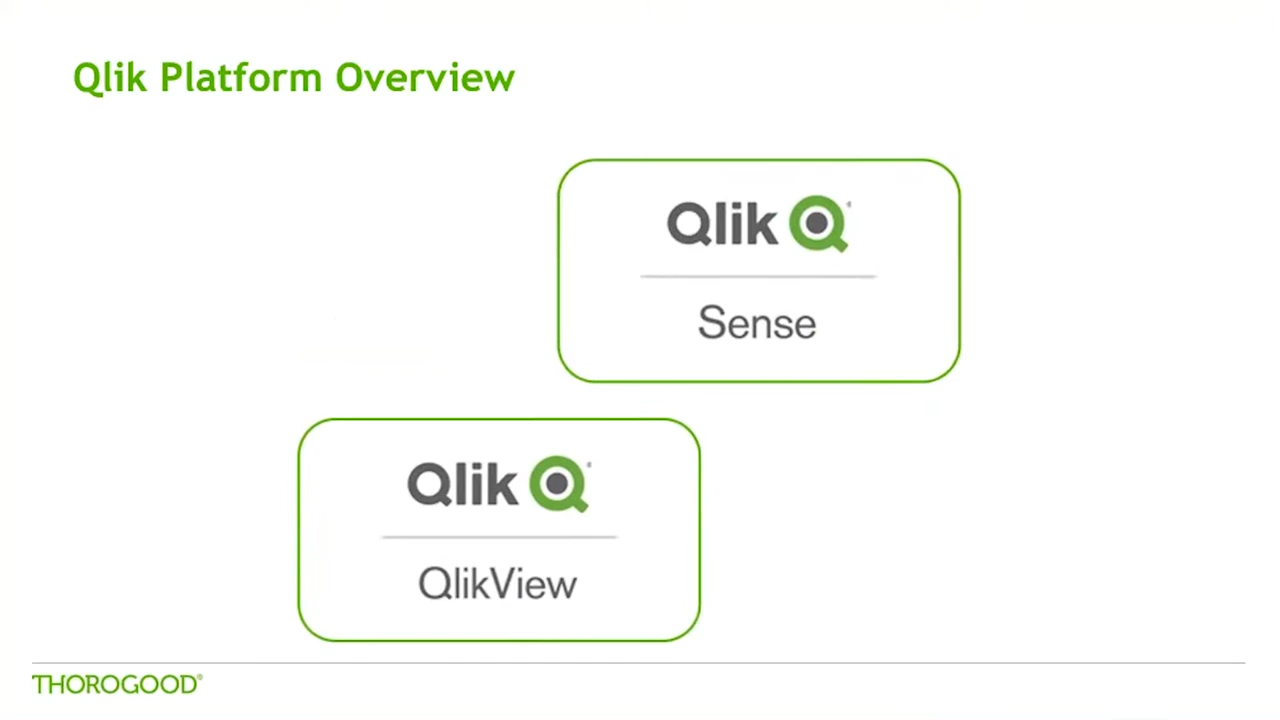 Qlik Platform Overview
Qlik
Sense
Qlik
QlikView
THOROGOOD®